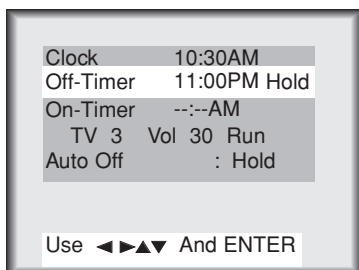 Clock 10:30AM
Off-Timer 11:00PM Hold
On-Timer --:--AM
TV 3 Vol 30 Run
Auto Off : Hold
Use ◄ ►▲▼ And ENTER